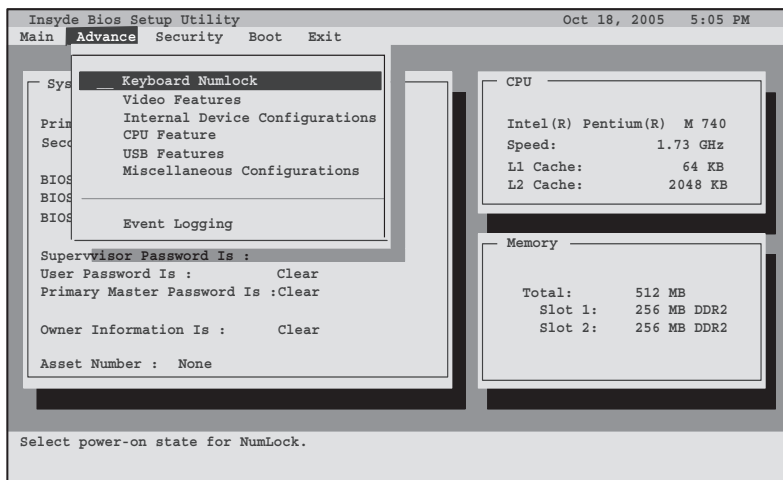 Insyde Bios Setup Utility Oct 18, 2005 5:05 PM
Main Advance Security Boot Exit
Sys
__ Keyboard Numlock
Video Features
Internal Device Configurations
CPU Feature
USB Features
Miscellaneous Configurations
Event Logging
Prim
Seco
BIOS
BIOS
BIOS
Supervvisor Password Is :
User Password Is : Clear
Primary Master Password Is :Clear
Owner Information Is : Clear
Asset Number : None
CPU
Intel(R) Pentium(R) M 740
Speed: 1.73 GHz
L1 Cache: 64 KB
L2 Cache: 2048 KB
Memory
Total: 512 MB
Slot 1: 256 MB DDR2
Slot 2: 256 MB DDR2
Select power-on state for NumLock.